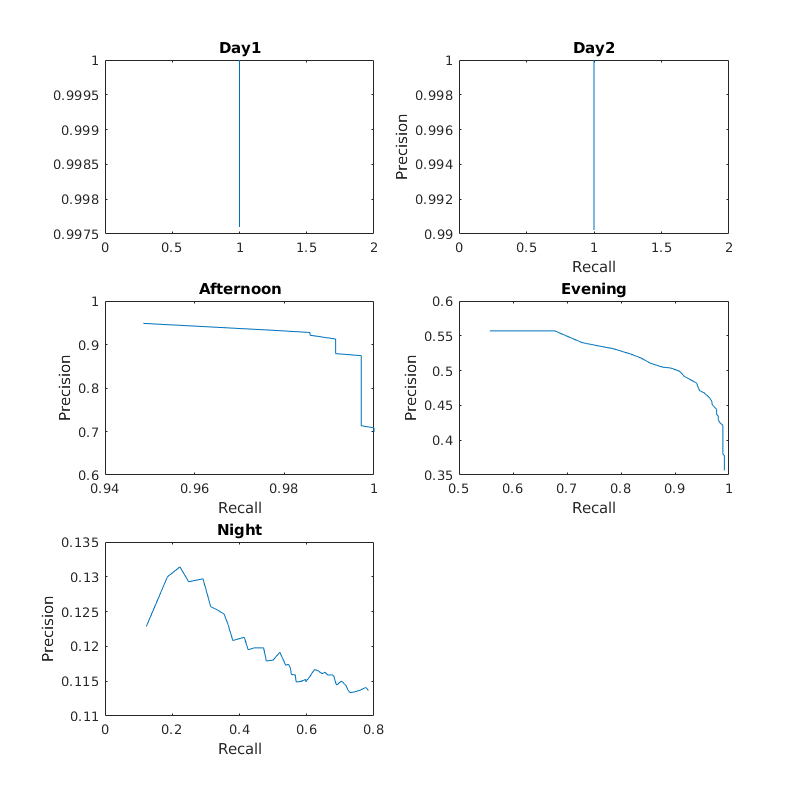 Day1
1
0.9995
0.999
0.9985
0.998
0.9975
0 0.5 1 1.5 2
Day2
Precision
1
0.998
0.996
0.994
0.992
0.99
0 0.5 1 1.5 2
Recall
Afternoon
Precision
1
0.9
0.8
0.7
0.6
0.94 0.96 0.98 1
Recall
Evening
Precision
0.6
0.55
0.5
0.45
0.4
0.35
0.5 0.6 0.7 0.8 0.9 1
Recall
Night
Precision
0.135
0.13
0.125
0.12
0.115
0.11
0 0.2 0.4 0.6 0.8
Recall